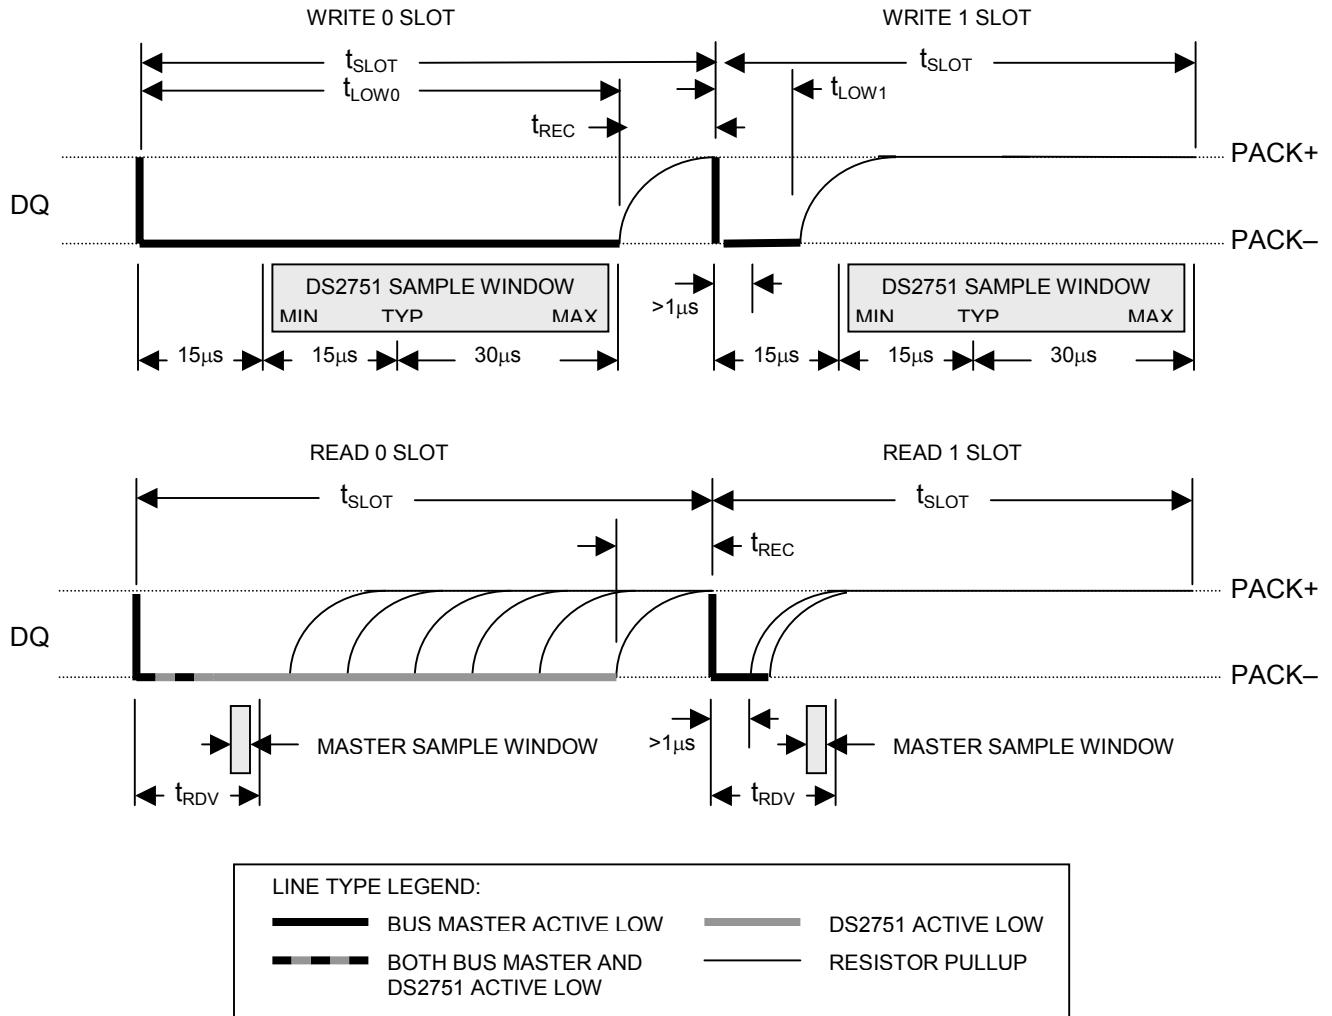 WRITE 0 SLOT
WRITE 1 SLOT
tSLOT
tSLOT
tLOW0
tLOW1
tREC
PACK+
DQ
PACK–
DS2751 SAMPLE WINDOW
MIN TYP MAX
>1μs
DS2751 SAMPLE WINDOW
MIN TYP MAX
15μs 15μs 30μs
15μs 15μs 30μs
READ 0 SLOT
READ 1 SLOT
tSLOT
tSLOT
tREC
PACK+
DQ
PACK–
MASTER SAMPLE WINDOW
>1μs
MASTER SAMPLE WINDOW
tRDV
tRDV
LINE TYPE LEGEND:
BUS MASTER ACTIVE LOW
DS2751 ACTIVE LOW
BOTH BUS MASTER AND
DS2751 ACTIVE LOW
RESISTOR PULLUP